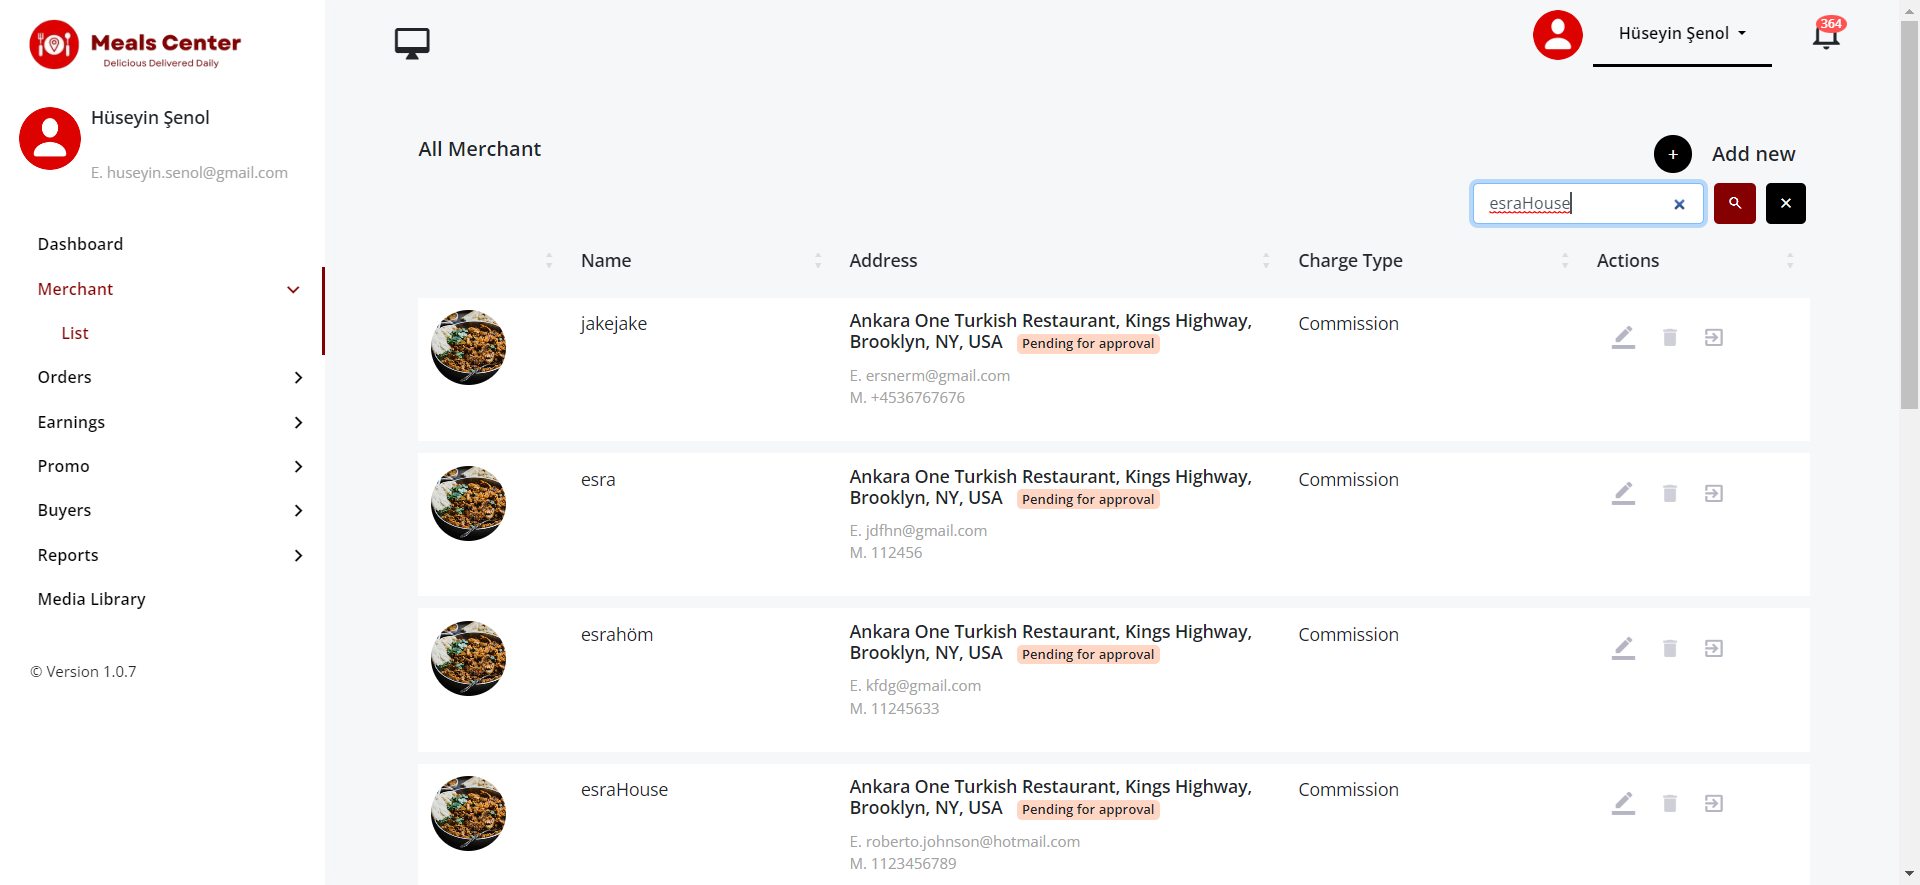 Meals Center
Delicious Delivered Daily
Hüseyin Şenol
E. huseyin.senol@gmail.com
Dashboard
Merchant
List
Orders
Earnings
Promo
Buyers
Reports
Media Library
© Version 1.0.7
Hüseyin Şenol
364
All Merchant
+ Add new
esraHouse
Name Address Charge Type Actions
jakejake
Ankara One Turkish Restaurant, Kings Highway,
Brooklyn, NY, USA Pending for approval
E. ersnerm@gmail.com
M. +4536767676
Commission
esra
Ankara One Turkish Restaurant, Kings Highway,
Brooklyn, NY, USA Pending for approval
E. jdfhn@gmail.com
M. 112456
Commission
esrahöm
Ankara One Turkish Restaurant, Kings Highway,
Brooklyn, NY, USA Pending for approval
E. kfdg@gmail.com
M. 11245633
Commission
esraHouse
Ankara One Turkish Restaurant, Kings Highway,
Brooklyn, NY, USA Pending for approval
E. roberto.johnson@hotmail.com
M. 1123456789
Commission